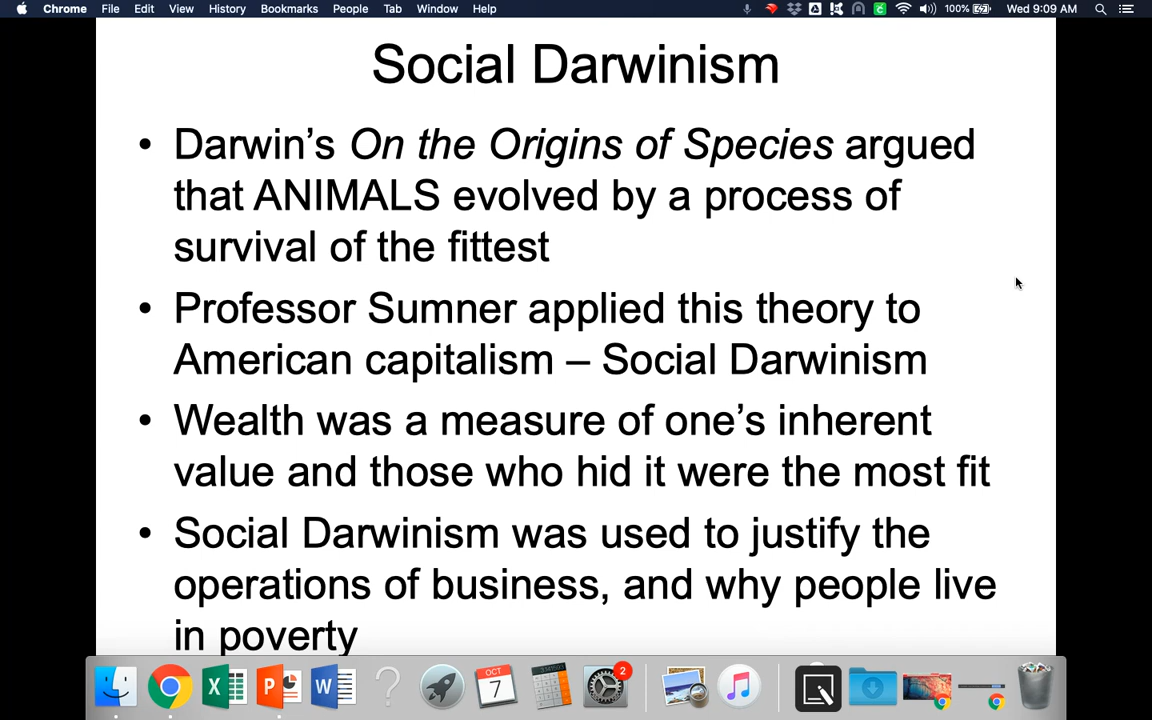 Chrome File Edit View History Bookmarks People Tab Window Help 100% Wed 9:09 AM
Social Darwinism
• Darwin’s On the Origins of Species argued
that ANIMALS evolved by a process of
survival of the fittest
• Professor Sumner applied this theory to
American capitalism – Social Darwinism
• Wealth was a measure of one’s inherent
value and those who hid it were the most fit
• Social Darwinism was used to justify the
operations of business, and why people live
in poverty
X P W ? OCT 7 2